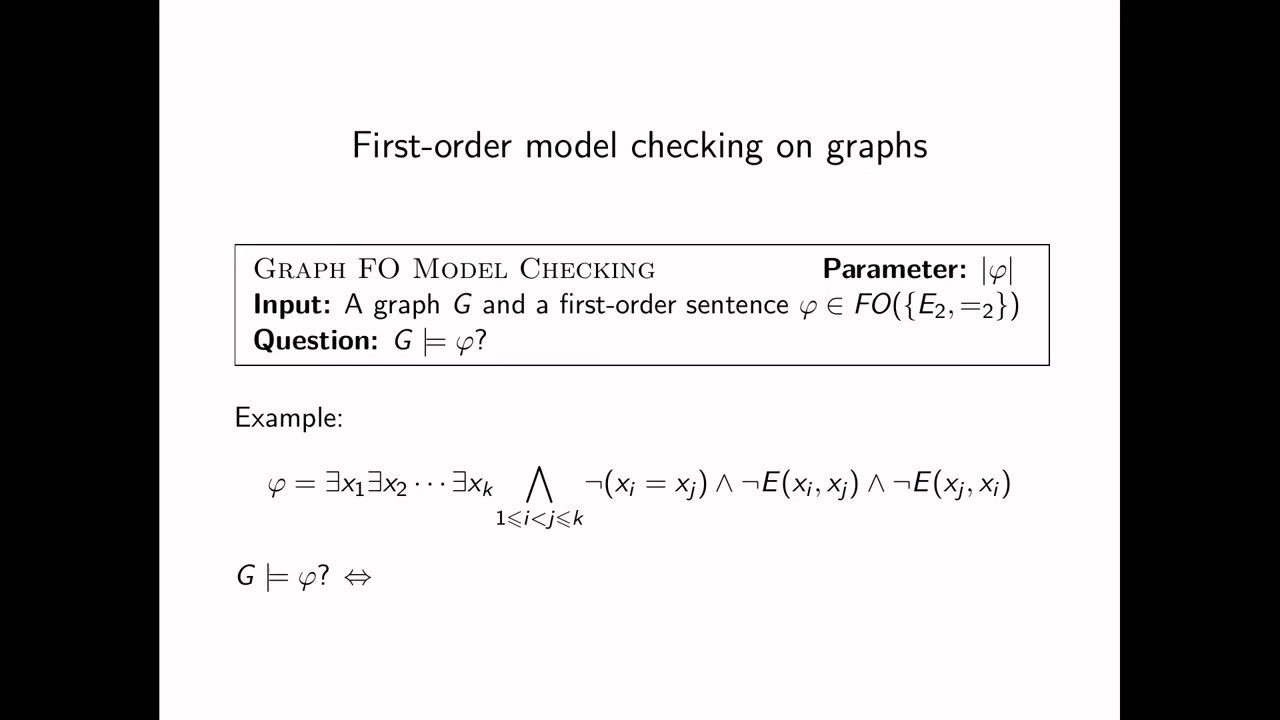 First-order model checking on graphs
GRAPH FO MODEL CHECKING Parameter: |φ|
Input: A graph G and a first-order sentence φ ∈ FO({E₂, =₂})
Question: G ⊨ φ?
Example:
φ = ∃x₁∃x₂ ⋯ ∃xₖ ⋀ ¬(xᵢ = xⱼ) ∧ ¬E(xᵢ, xⱼ) ∧ ¬E(xⱼ, xᵢ)
1⩽i<j⩽k
G ⊨ φ? ⇔